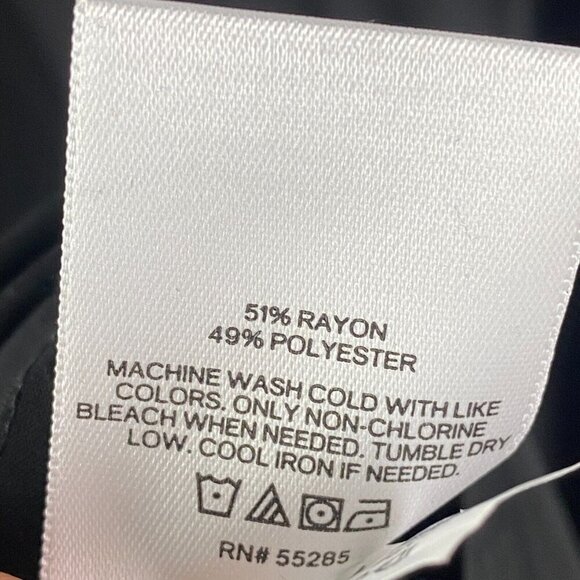 51% RAYON
49% POLYESTER
MACHINE WASH COLD WITH LIKE
COLORS. ONLY NON-CHLORINE
BLEACH WHEN NEEDED. TUMBLE DRY
LOW. COOL IRON IF NEEDED.
RN# 55285